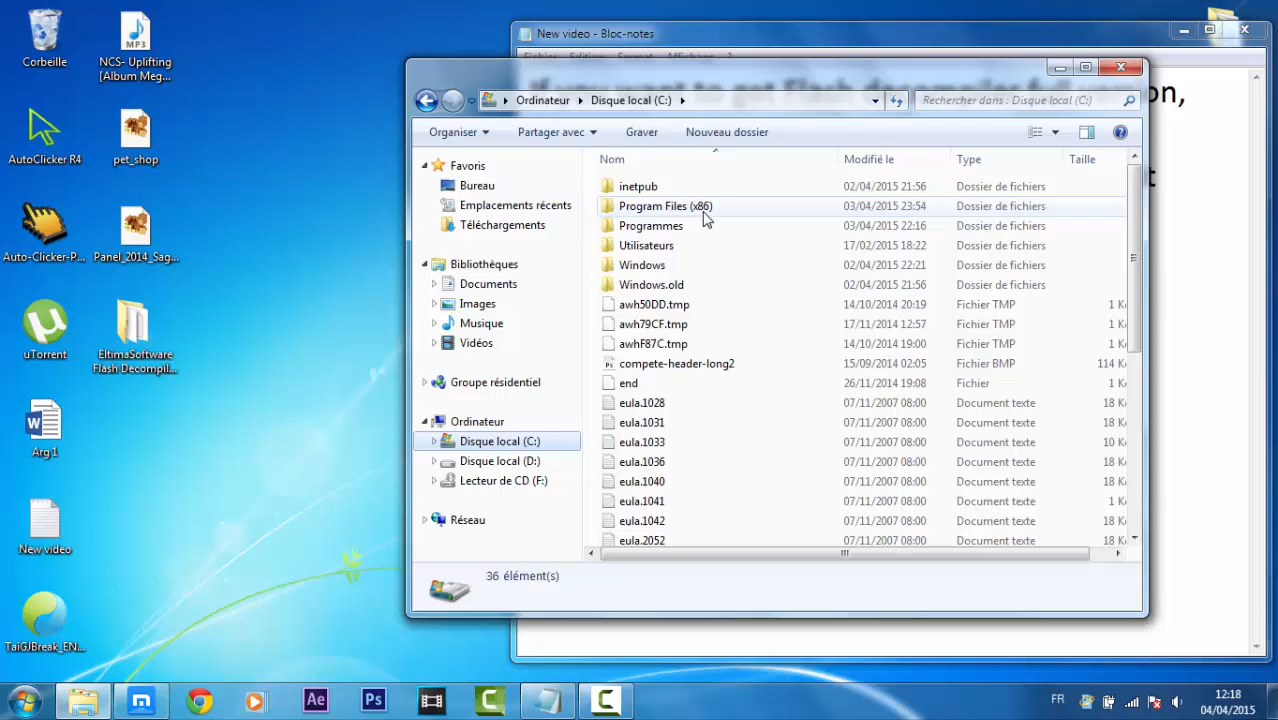 Corbeille
NCS- Uplifting
[Album Meg...
AutoClicker R4
pet_shop
Auto-Clicker-P...
Panel_2014_Sag...
uTorrent
EltimaSoftware
Flash Decompil...
Arg 1
New video
TaiGJBreak_EN...
New video - Bloc-notes
Fichier Edition Format Affichage ?
on,
t
Ordinateur
Disque local (C:)
Rechercher dans : Disque local (C:)
Organiser
Partager avec
Graver
Nouveau dossier
Favoris
Bureau
Emplacements récents
Téléchargements
Bibliothèques
Documents
Images
Musique
Vidéos
Groupe résidentiel
Ordinateur
Disque local (C:)
Disque local (D:)
Lecteur de CD (F:)
Réseau
Nom Modifié le Type Taille
inetpub 02/04/2015 21:56 Dossier de fichiers
Program Files (x86) 03/04/2015 23:54 Dossier de fichiers
Programmes 03/04/2015 22:16 Dossier de fichiers
Utilisateurs 17/02/2015 18:22 Dossier de fichiers
Windows 02/04/2015 22:21 Dossier de fichiers
Windows.old 02/04/2015 21:56 Dossier de fichiers
awh50DD.tmp 14/10/2014 20:19 Fichier TMP 1 K
awh79CF.tmp 17/11/2014 12:57 Fichier TMP 1 K
awhF87C.tmp 14/10/2014 19:00 Fichier TMP 1 K
compete-header-long2 15/09/2014 02:05 Fichier BMP 114 K
end 26/11/2014 19:08 Fichier 1 K
eula.1028 07/11/2007 08:00 Document texte 18 K
eula.1031 07/11/2007 08:00 Document texte 18 K
eula.1033 07/11/2007 08:00 Document texte 10 K
eula.1036 07/11/2007 08:00 Document texte 18 K
eula.1040 07/11/2007 08:00 Document texte 18 K
eula.1041 07/11/2007 08:00 Document texte 1 K
eula.1042 07/11/2007 08:00 Document texte 18 K
eula.2052 07/11/2007 08:00 Document texte 18 K
36 élément(s)
Ae
Ps
FR
12:18
04/04/2015